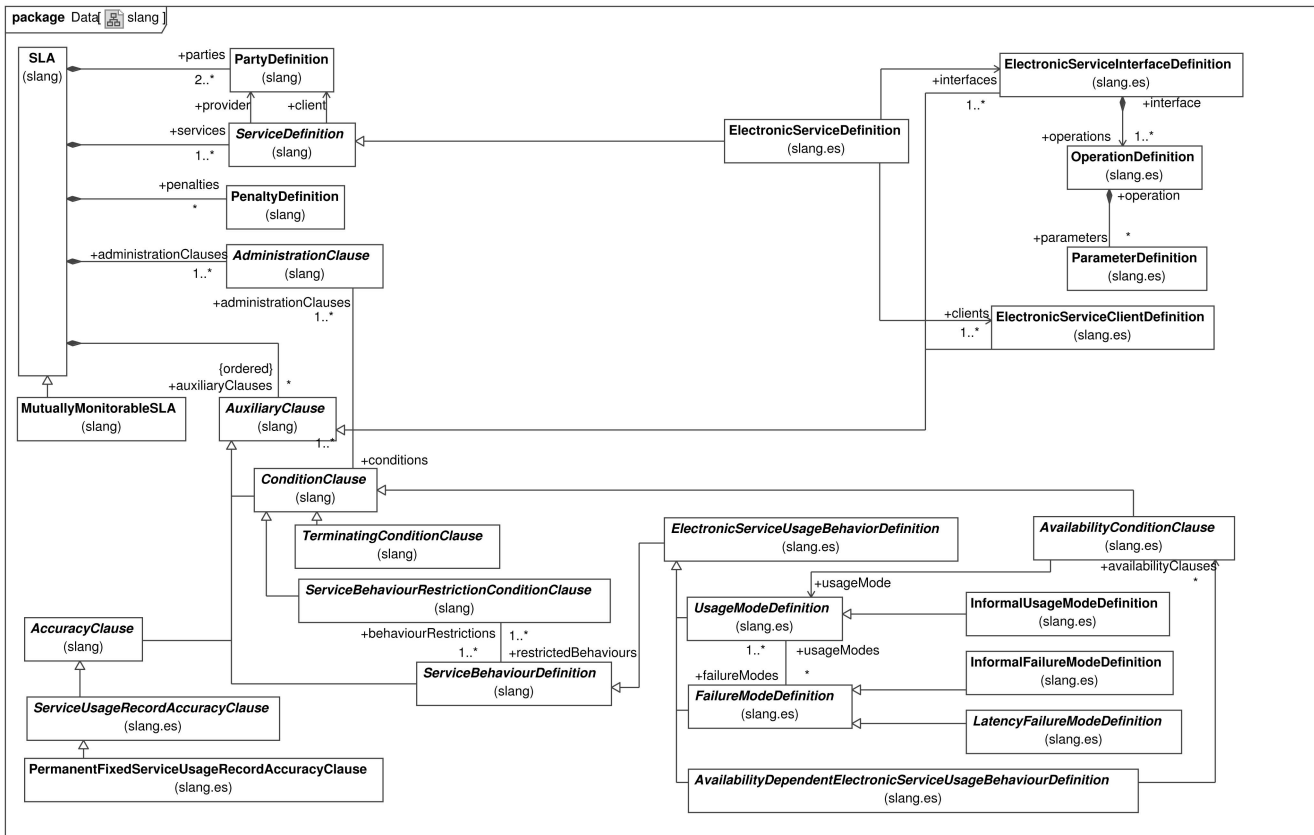 package Data[ slang ]
SLA
(slang)
+parties
2..*
PartyDefinition
(slang)
+provider
+client
+services
1..*
ServiceDefinition
(slang)
+penalties
*
PenaltyDefinition
(slang)
+administrationClauses
1..*
AdministrationClause
(slang)
+administrationClauses
1..*
{ordered}
+auxiliaryClauses
*
MutuallyMonitorableSLA
(slang)
AuxiliaryClause
(slang)
1..*
+conditions
ConditionClause
(slang)
TerminatingConditionClause
(slang)
ServiceBehaviourRestrictionConditionClause
(slang)
+behaviourRestrictions
1..*
1..*
+restrictedBehaviours
ServiceBehaviourDefinition
(slang)
AccuracyClause
(slang)
ServiceUsageRecordAccuracyClause
(slang.es)
PermanentFixedServiceUsageRecordAccuracyClause
(slang.es)
ElectronicServiceDefinition
(slang.es)
+interfaces
1..*
ElectronicServiceInterfaceDefinition
(slang.es)
+interface
+operations
1..*
OperationDefinition
(slang.es)
+operation
+parameters
*
ParameterDefinition
(slang.es)
+clients
1..*
ElectronicServiceClientDefinition
(slang.es)
ElectronicServiceUsageBehaviorDefinition
(slang.es)
AvailabilityConditionClause
(slang.es)
+availabilityClauses
*
+usageMode
UsageModeDefinition
(slang.es)
InformalUsageModeDefinition
(slang.es)
1..*
+usageModes
+failureModes
*
FailureModeDefinition
(slang.es)
InformalFailureModeDefinition
(slang.es)
LatencyFailureModeDefinition
(slang.es)
AvailabilityDependentElectronicServiceUsageBehaviourDefinition
(slang.es)